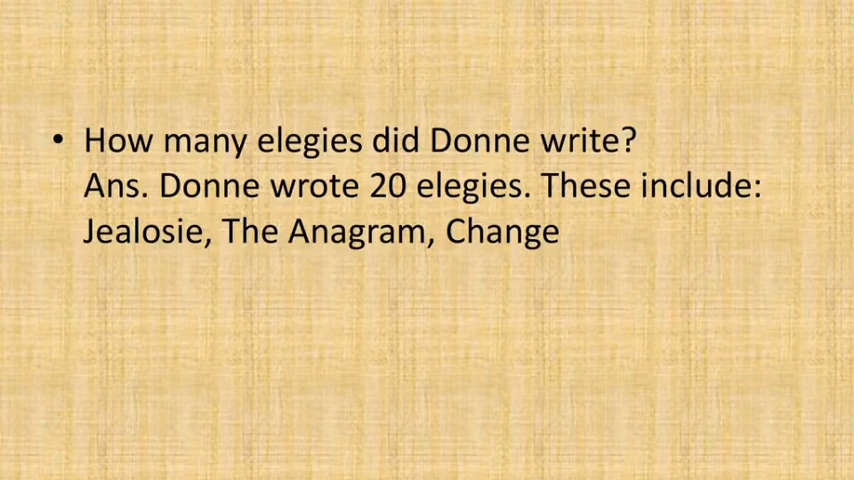 • How many elegies did Donne write?
Ans. Donne wrote 20 elegies. These include:
Jealosie, The Anagram, Change